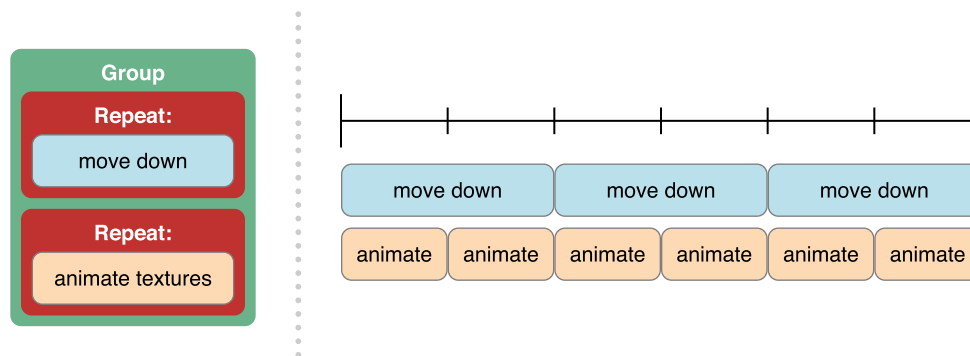 Group
Repeat:
move down
Repeat:
animate textures
move down move down move down
animate animate animate animate animate animate